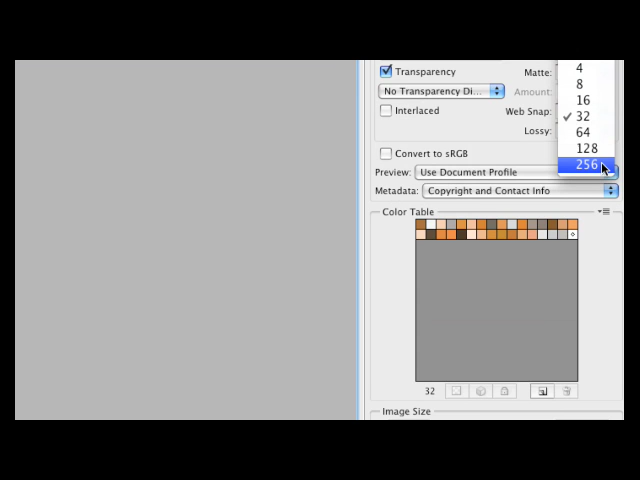 Transparency
Matte:
4
8
16
32
64
128
256
No Transparency Di...
Amount:
Interlaced
Web Snap:
Lossy:
Convert to sRGB
Preview: Use Document Profile
Metadata: Copyright and Contact Info
Color Table
32
Image Size